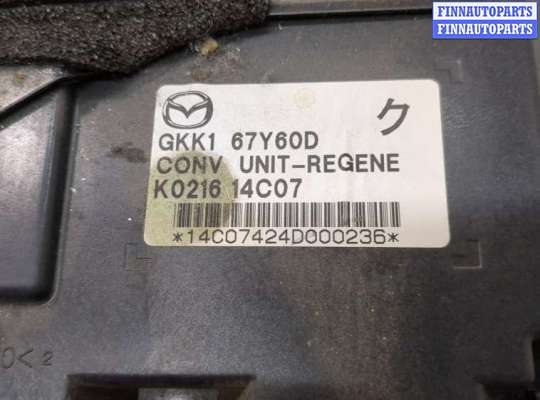 FINNAUTOPARTS
FINNAUTOPARTS
ク
GKK1 67Y60D
CONV UNIT-REGENE
K0216 14C07
*14C07424D000236*